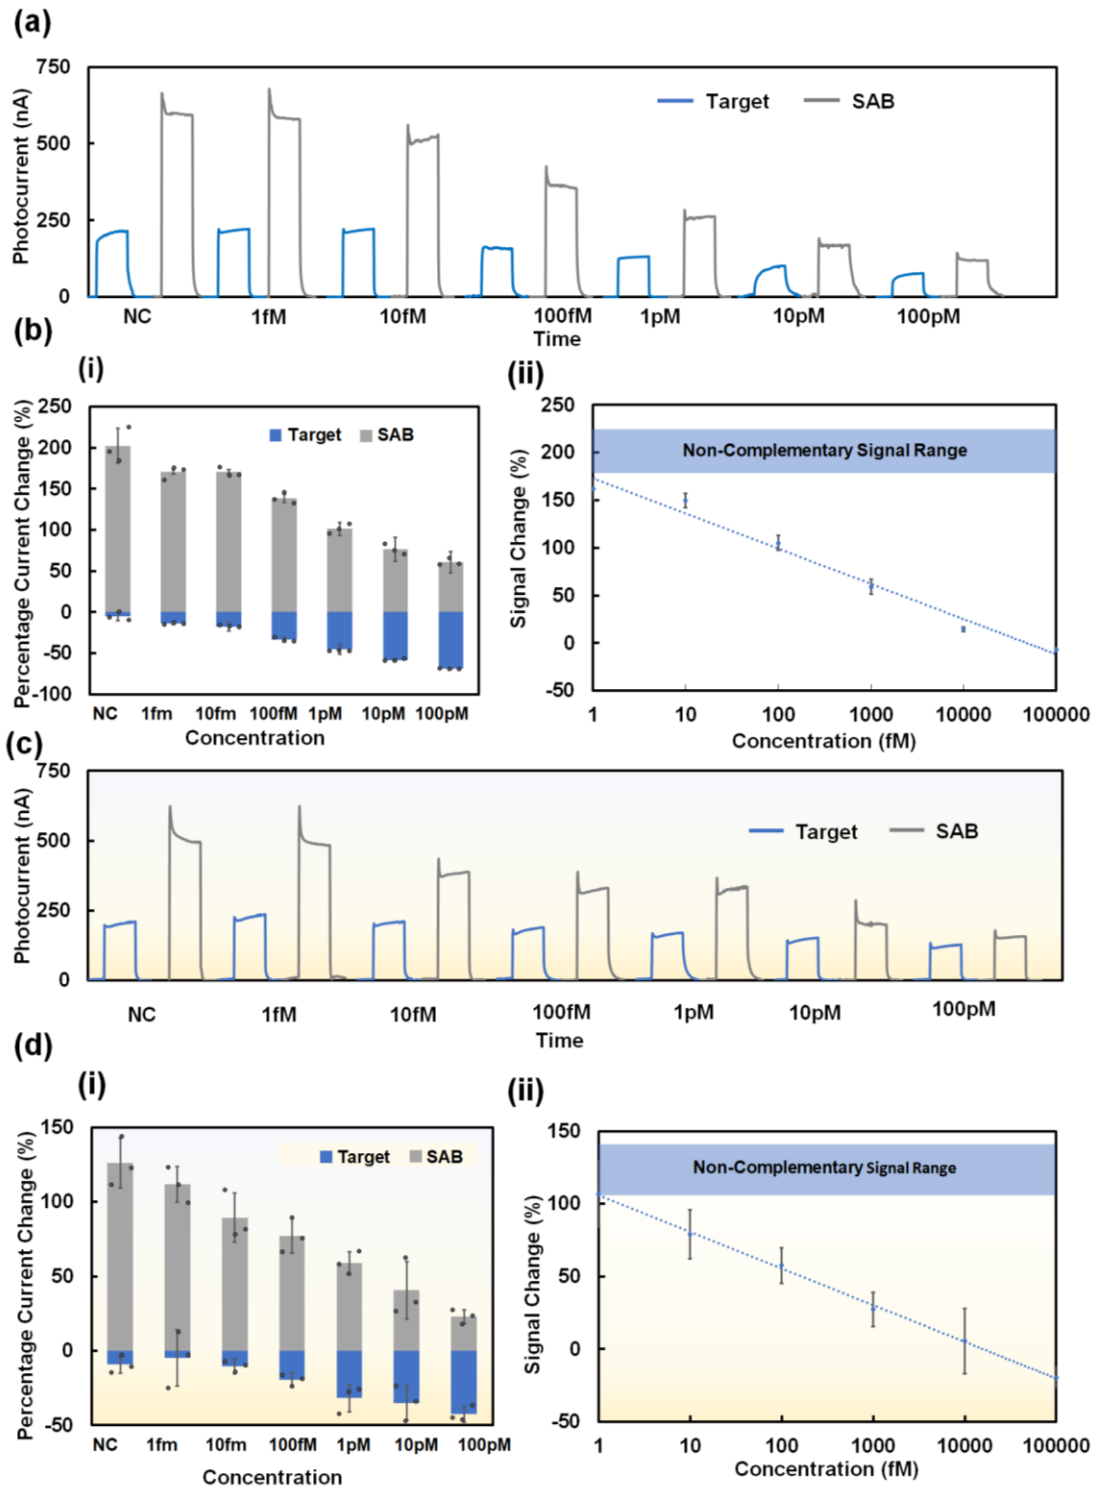 (a)
Photocurrent (nA)
750
500
250
0
Target
SAB
NC
1fM
10fM
100fM
1pM
10pM
100pM
Time
(b)
(i)
Percentage Current Change (%)
250
200
150
100
50
0
-50
-100
Target
SAB
NC
1fm
10fm
100fM
1pM
10pM
100pM
Concentration
(ii)
Signal Change (%)
250
200
150
100
50
0
-50
Non-Complementary Signal Range
1
10
100
1000
10000
100000
Concentration (fM)
(c)
Photocurrent (nA)
750
500
250
0
Target
SAB
NC
1fM
10fM
100fM
1pM
10pM
100pM
Time
(d)
(i)
Percentage Current Change (%)
150
100
50
0
-50
Target
SAB
NC
1fm
10fm
100fM
1pM
10pM
100pM
Concentration
(ii)
Signal Change (%)
150
100
50
0
-50
Non-Complementary Signal Range
1
10
100
1000
10000
100000
Concentration (fM)